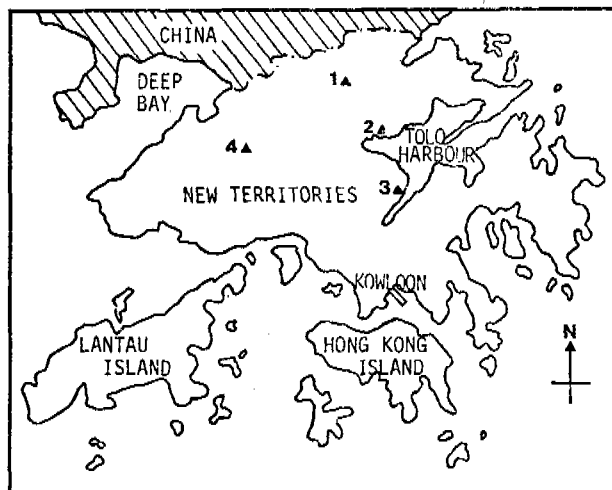 CHINA
DEEP
BAY
1▲
2▲
TOLO
HARBOUR
4▲
3▲
NEW TERRITORIES
KOWLOON
LANTAU
ISLAND
HONG KONG
ISLAND
N